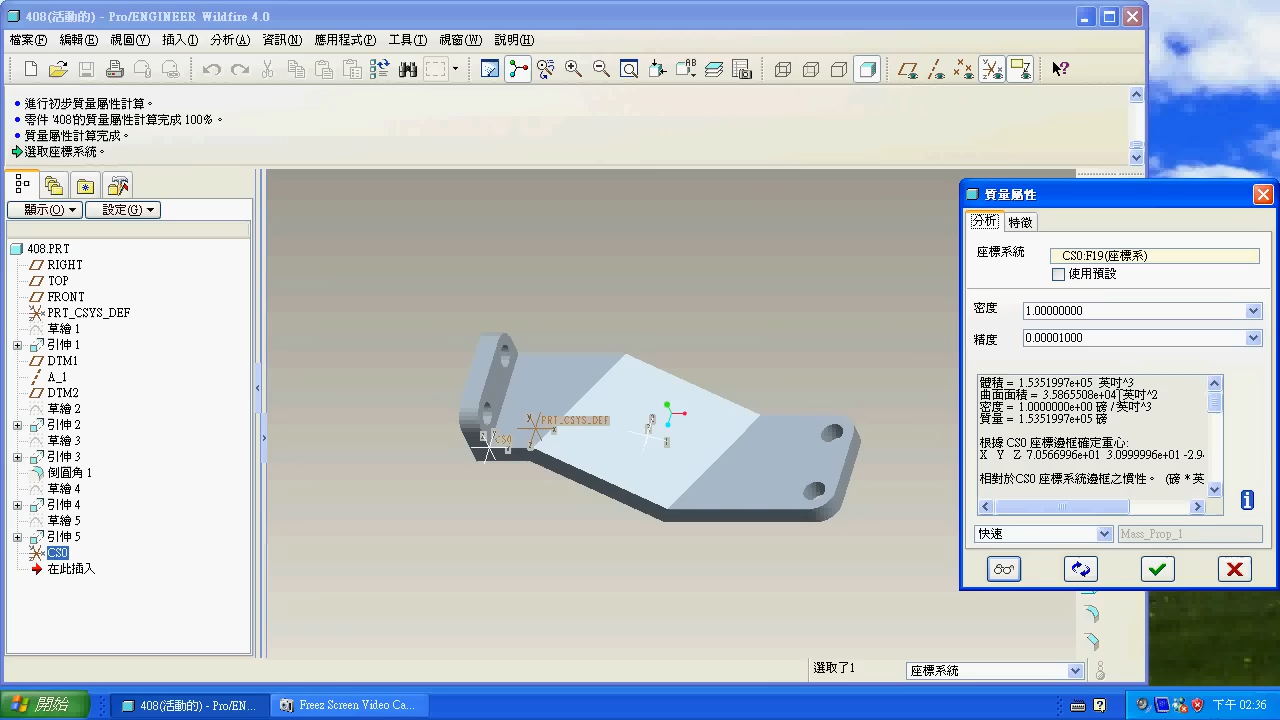 408(活動的) - Pro/ENGINEER Wildfire 4.0
檔案(F) 編輯(E) 視圖(V) 插入(I) 分析(A) 資訊(N) 應用程式(P) 工具(T) 視窗(W) 說明(H)
• 進行初步質量屬性計算。
• 零件 '408'的質量屬性計算完成 100%。
• 質量屬性計算完成。
選取座標系統。
顯示(O) 設定(G)
408.PRT
RIGHT
TOP
FRONT
PRT_CSYS_DEF
草繪 1
引伸 1
DTM1
A_1
DTM2
草繪 2
引伸 2
草繪 3
引伸 3
倒圓角 1
草繪 4
引伸 4
草繪 5
引伸 5
CS0
在此插入
PRT_CSYS_DEF
CS0
質量屬性
分析 特徵
座標系統 CS0:F19(座標系)
使用預設
密度 1.00000000
精度 0.00001000
體積 = 1.5351997e+05 英吋^3
曲面面積 = 3.5865508e+04 英吋^2
密度 = 1.0000000e+00 磅 / 英吋^3
質量 = 1.5351997e+05 磅
根據 CS0 座標邊框確定重心:
X Y Z 7.0566996e+01 3.0999996e+01 -2.9
相對於CS0 座標系統邊框之慣性。 (磅 * 英
快速 Mass_Prop_1
選取了1 座標系統
開始 408(活動的) - Pro/EN... Freez Screen Video Ca... 下午 02:36